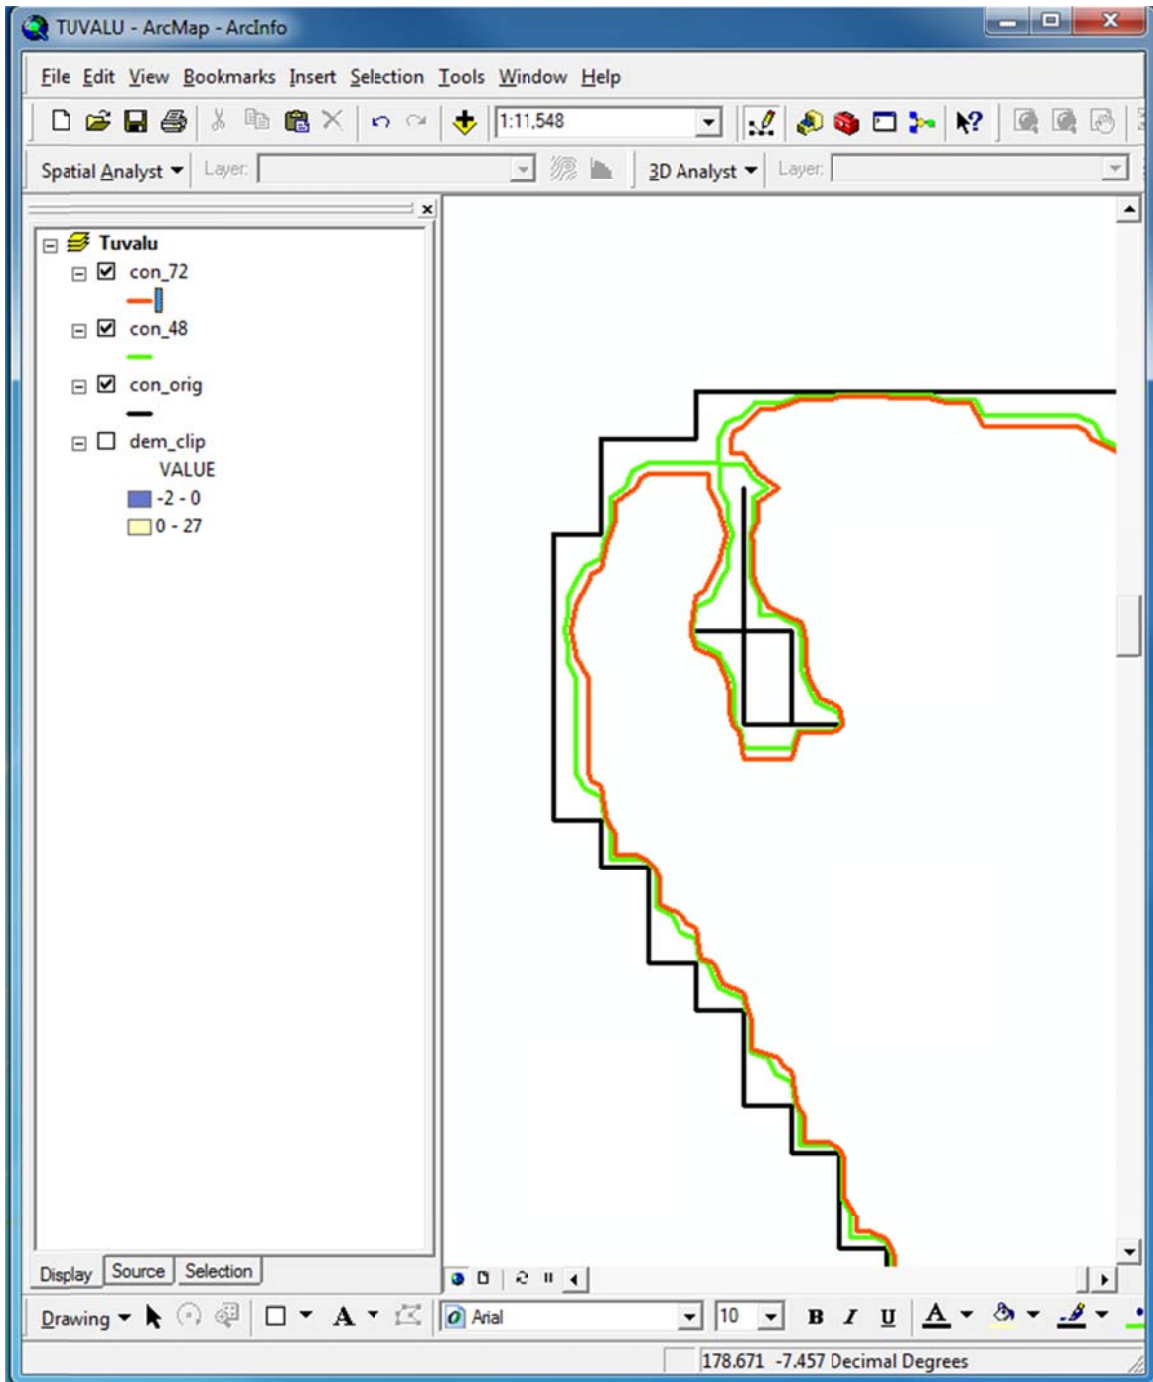 TUVALU - ArcMap - ArcInfo
File Edit View Bookmarks Insert Selection Tools Window Help
1:11,548
Spatial Analyst Layer: 3D Analyst Layer:
Tuvalu
con_72
con_48
con_orig
dem_clip
VALUE
-2 - 0
0 - 27
Display Source Selection
Drawing A Arial 10 B I U A
178.671 -7.457 Decimal Degrees